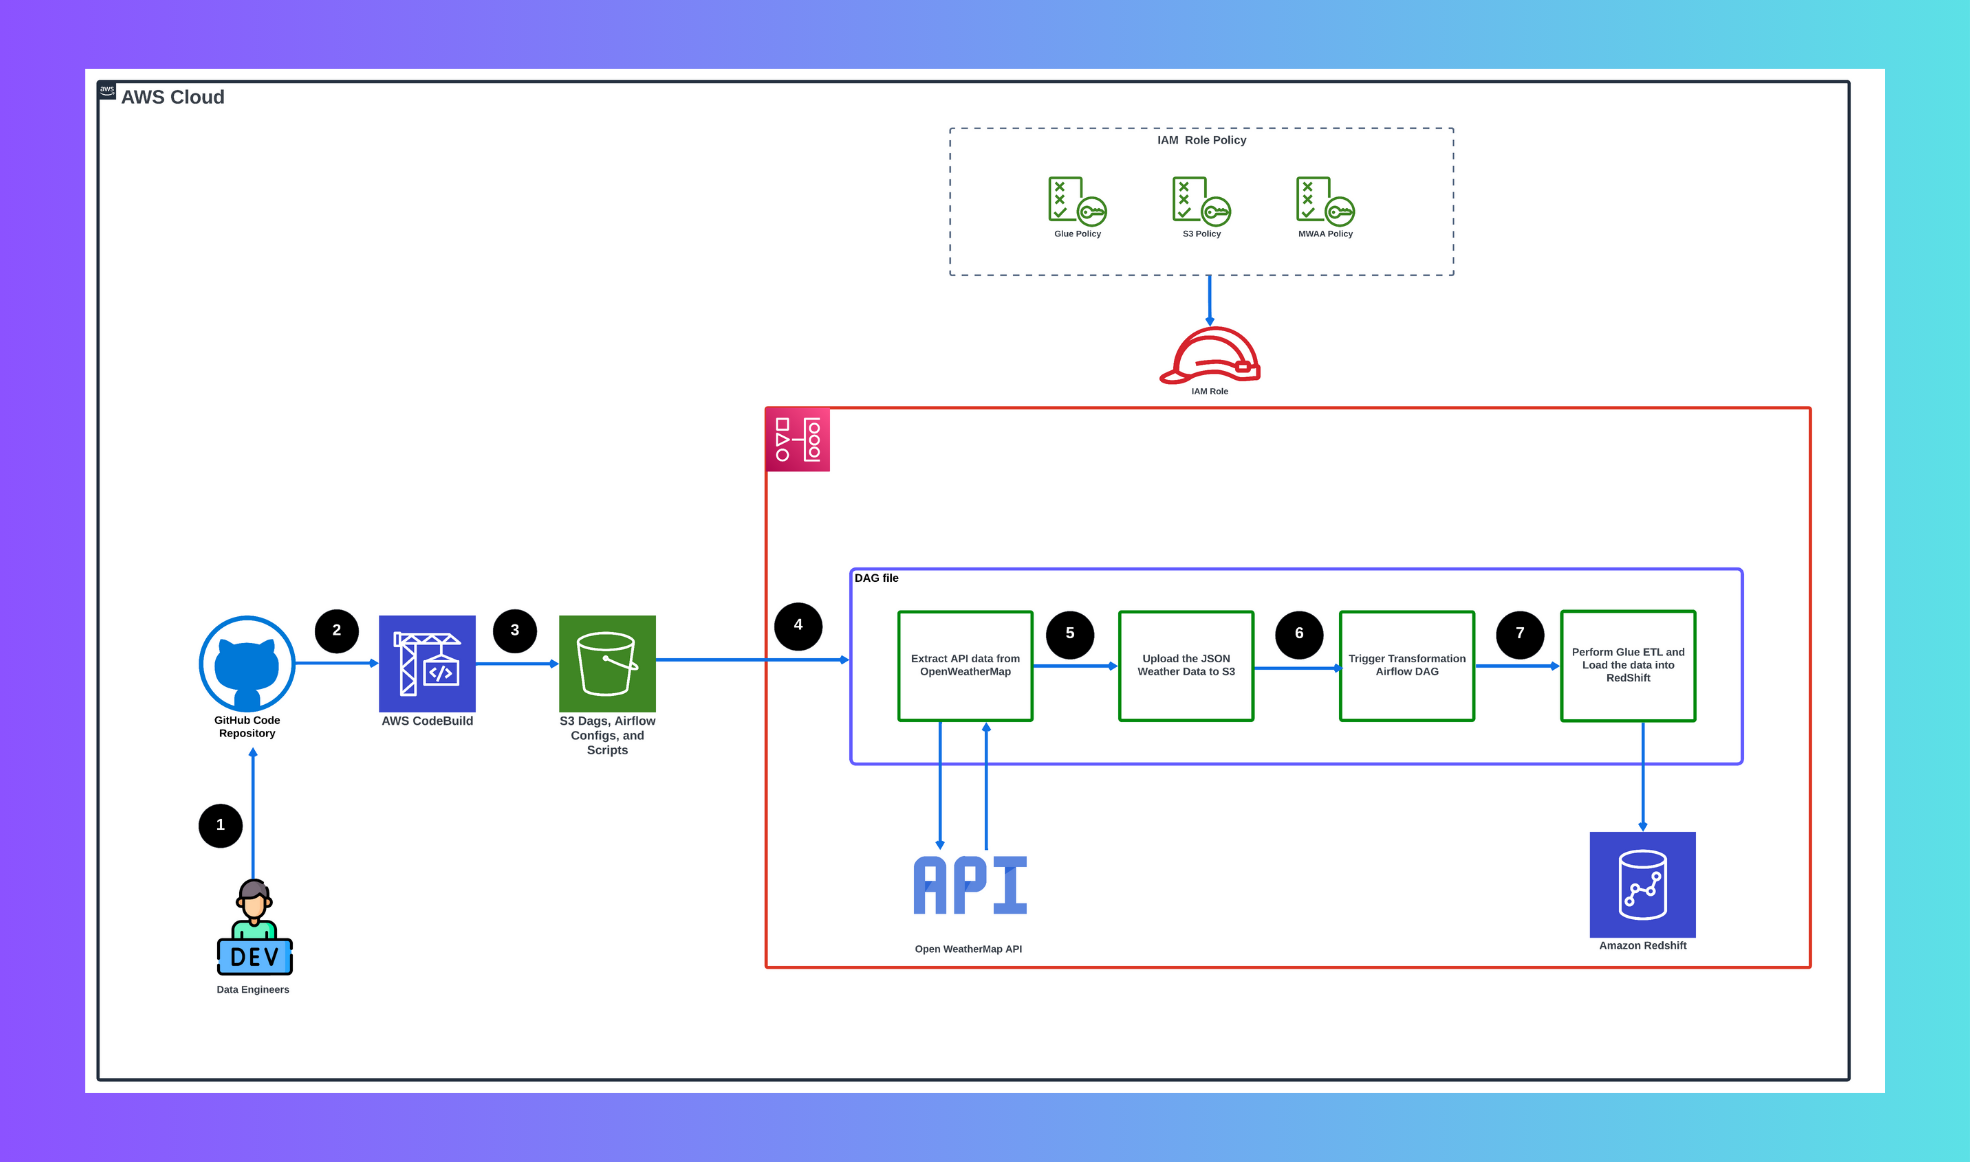 aws
AWS Cloud
IAM Role Policy
Glue Policy
S3 Policy
MWAA Policy
IAM Role
DAG file
1
2
3
4
5
6
7
GitHub Code
Repository
AWS CodeBuild
S3 Dags, Airflow
Configs, and
Scripts
Extract API data from
OpenWeatherMap
Upload the JSON
Weather Data to S3
Trigger Transformation
Airflow DAG
Perform Glue ETL and
Load the data into
RedShift
API
Open WeatherMap API
Amazon Redshift
DEV
Data Engineers